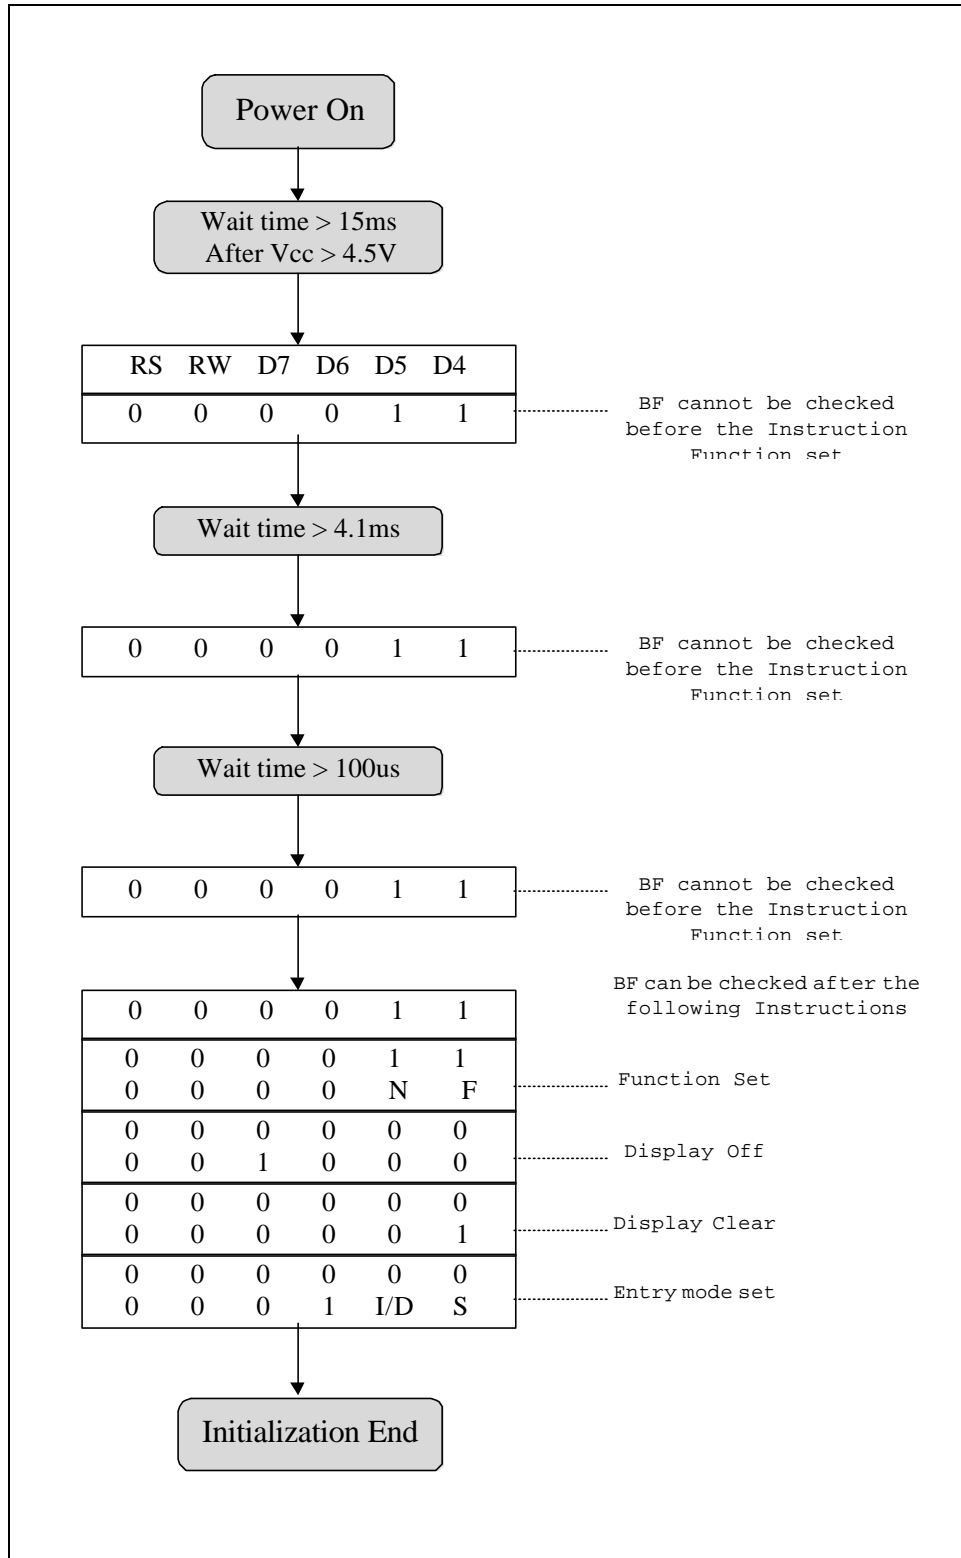 Power On
Wait time > 15ms
After Vcc > 4.5V
RS RW D7 D6 D5 D4
0 0 0 0 1 1
BF cannot be checked
before the Instruction
Function set
Wait time > 4.1ms
0 0 0 0 1 1
BF cannot be checked
before the Instruction
Function set
Wait time > 100us
0 0 0 0 1 1
BF cannot be checked
before the Instruction
Function set
BF can be checked after the
following Instructions
0 0 0 0 1 1
0 0 0 0 1 1
0 0 0 0 N F
Function Set
0 0 0 0 0 0
0 0 1 0 0 0
Display Off
0 0 0 0 0 0
0 0 0 0 0 1
Display Clear
0 0 0 0 0 0
0 0 0 1 I/D S
Entry mode set
Initialization End